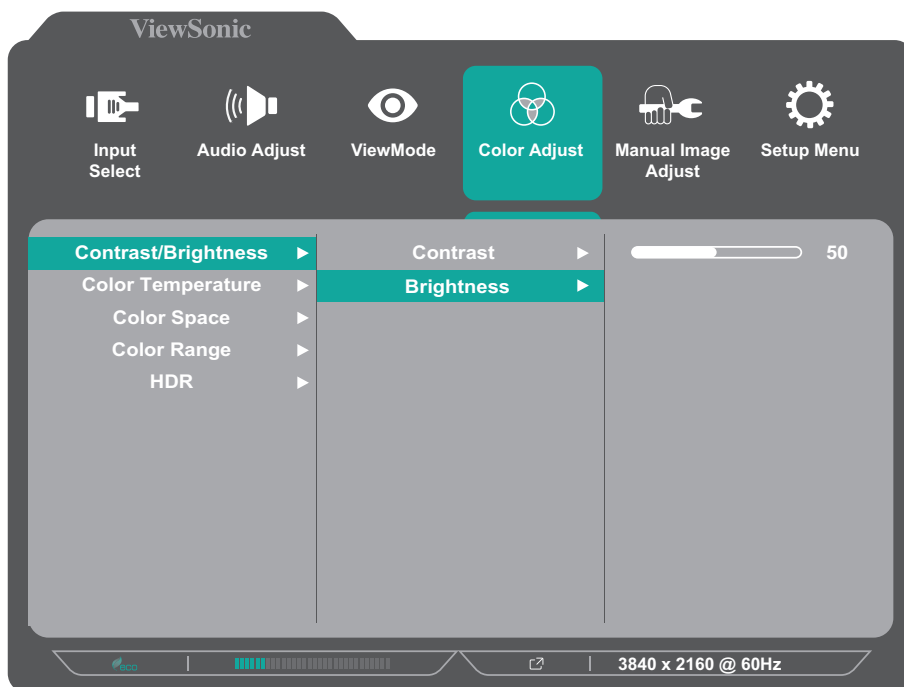 ViewSonic
Input
Select
Audio Adjust
ViewMode
Color Adjust
Manual Image
Adjust
Setup Menu
Contrast/Brightness
Contrast
50
Color Temperature
Brightness
Color Space
Color Range
HDR
eco
3840 x 2160 @ 60Hz